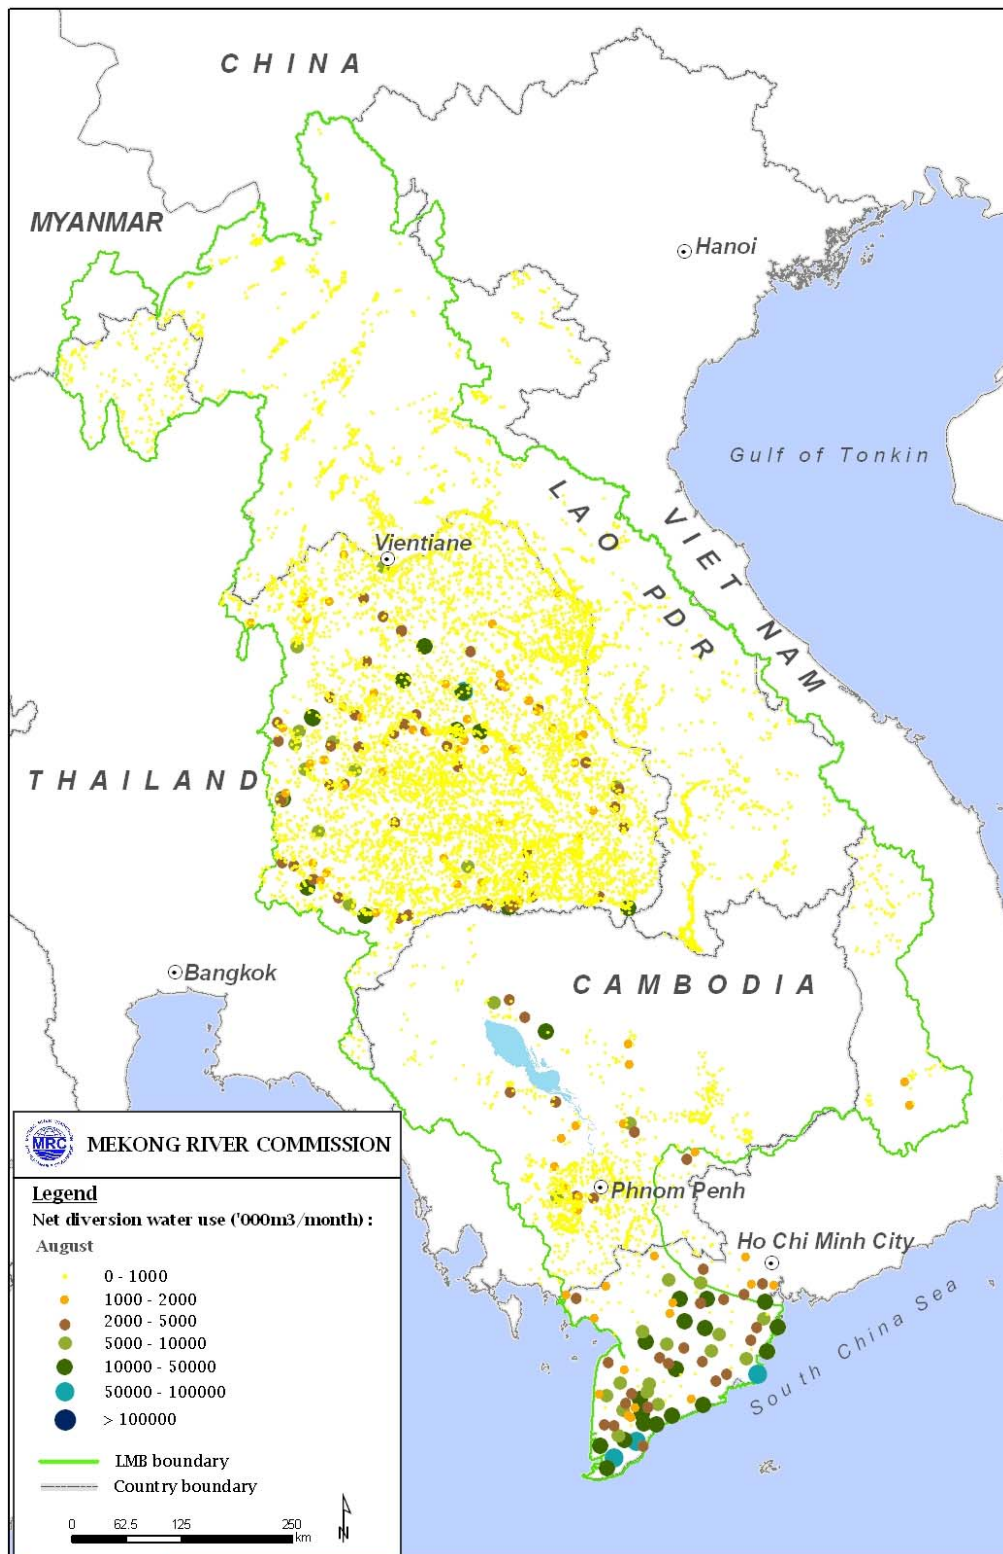 CHINA
MYANMAR
Hanoi
Gulf of Tonkin
LAO PDR
VIET NAM
Vientiane
THAILAND
Bangkok
CAMBODIA
Phnom Penh
Ho Chi Minh City
South China Sea
MRC
MEKONG RIVER COMMISSION
Legend
Net diversion water use ('000m3/month) :
August
0 - 1000
1000 - 2000
2000 - 5000
5000 - 10000
10000 - 50000
50000 - 100000
> 100000
LMB boundary
Country boundary
0 62.5 125 250
km
N